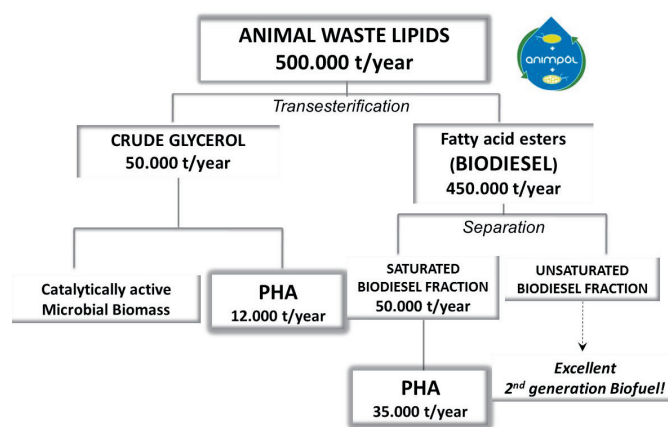 ANIMAL WASTE LIPIDS
500.000 t/year
+
anımpōl
+
Transesterification
CRUDE GLYCEROL
50.000 t/year
Fatty acid esters
(BIODIESEL)
450.000 t/year
Separation
Catalytically active
Microbial Biomass
PHA
12.000 t/year
SATURATED
BIODIESEL FRACTION
50.000 t/year
UNSATURATED
BIODIESEL FRACTION
PHA
35.000 t/year
Excellent
2nd generation Biofuel!